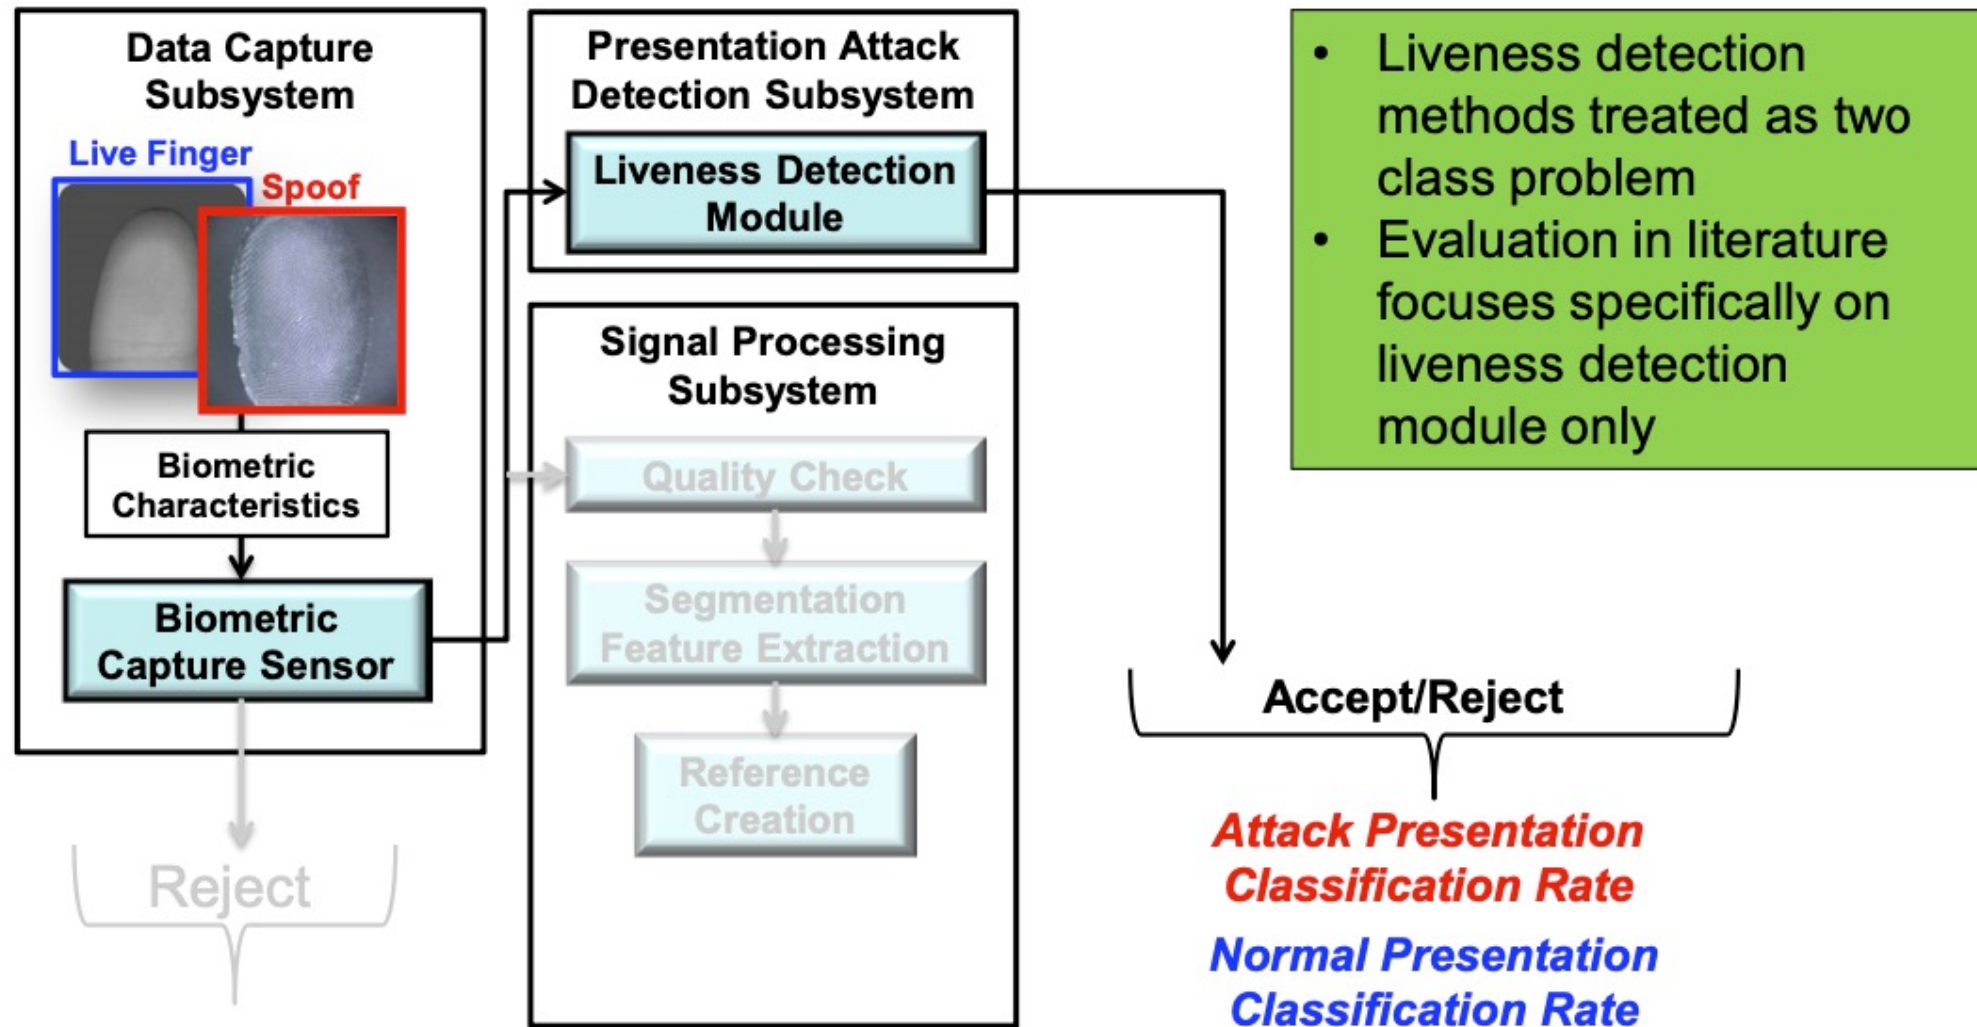 Data Capture
Subsystem
Live Finger
Spoof
Biometric
Characteristics
Biometric
Capture Sensor
Reject
Presentation Attack
Detection Subsystem
Liveness Detection
Module
Signal Processing
Subsystem
Quality Check
Segmentation
Feature Extraction
Reference
Creation
• Liveness detection
methods treated as two
class problem
• Evaluation in literature
focuses specifically on
liveness detection
module only
Accept/Reject
Attack Presentation
Classification Rate
Normal Presentation
Classification Rate